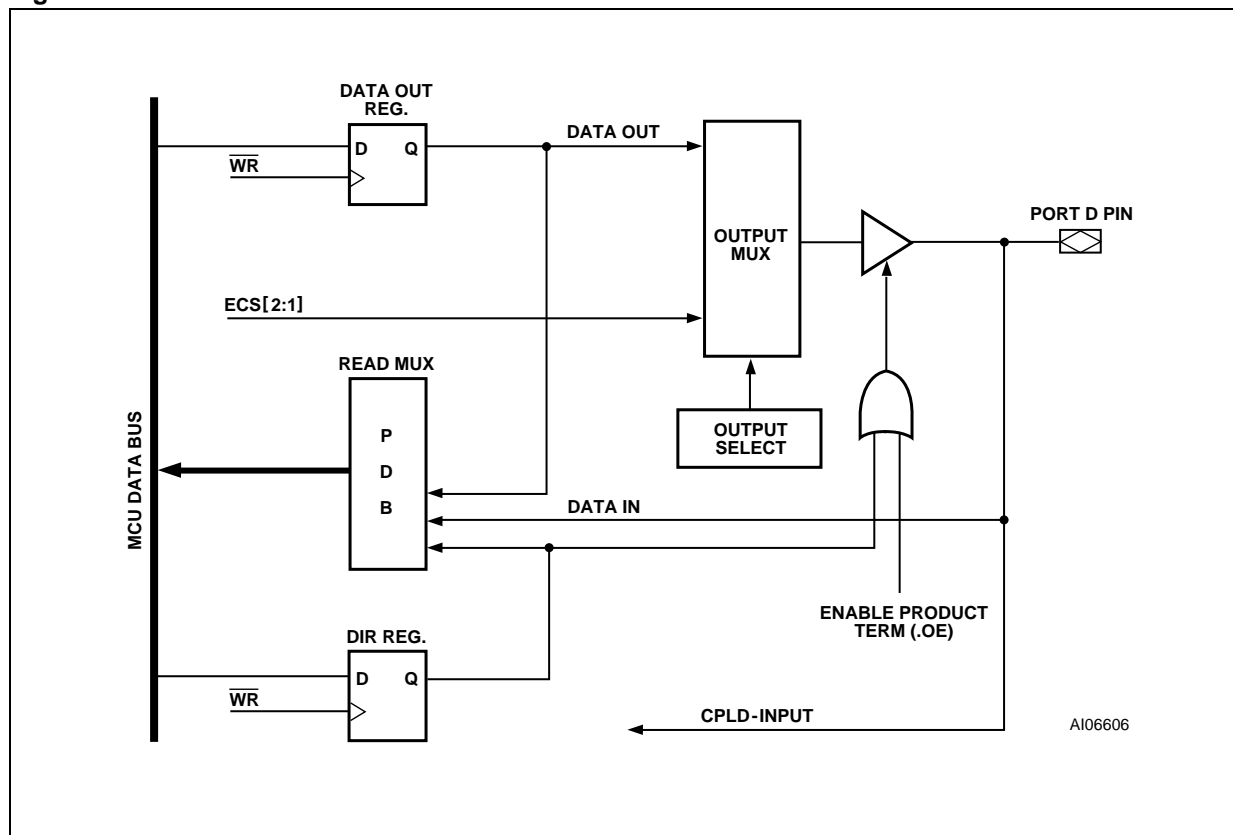 DATA OUT
REG.
D Q
WR
DATA OUT
OUTPUT
MUX
PORT D PIN
ECS[2:1]
READ MUX
P
D
B
OUTPUT
SELECT
MCU DATA BUS
DATA IN
ENABLE PRODUCT
TERM (.OE)
DIR REG.
D Q
WR
CPLD-INPUT
AI06606